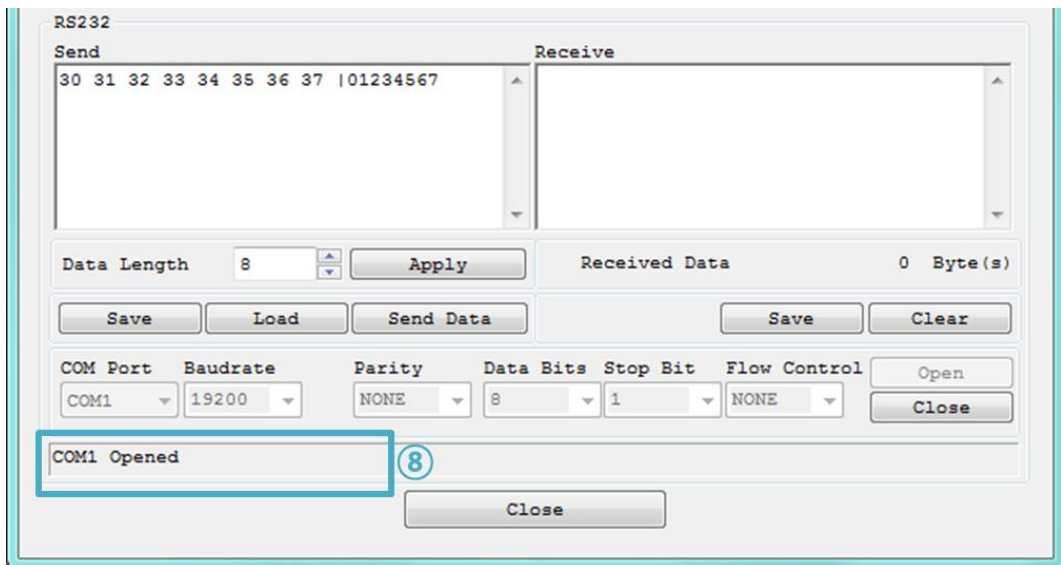 RS232
Send Receive
30 31 32 33 34 35 36 37 |01234567
Data Length 8 Apply Received Data 0 Byte(s)
Save Load Send Data Save Clear
COM Port Baudrate Parity Data Bits Stop Bit Flow Control Open
COM1 19200 NONE 8 1 NONE Close
COM1 Opened ⑧
Close